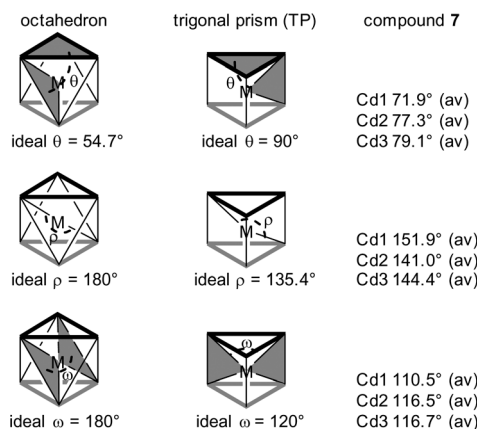 octahedron trigonal prism (TP) compound 7
M θ
θ M
Cd1 71.9° (av)
Cd2 77.3° (av)
Cd3 79.1° (av)
ideal θ = 54.7° ideal θ = 90°
M
ρ
ρ
M
Cd1 151.9° (av)
Cd2 141.0° (av)
Cd3 144.4° (av)
ideal ρ = 180° ideal ρ = 135.4°
M
ω
ω
M
Cd1 110.5° (av)
Cd2 116.5° (av)
Cd3 116.7° (av)
ideal ω = 180° ideal ω = 120°